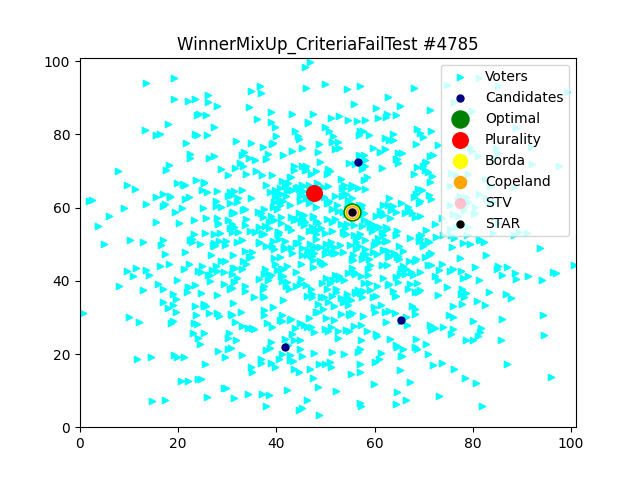 WinnerMixUp_CriteriaFailTest #4785
100
80
60
40
20
0
0
20
40
60
80
100
Voters
Candidates
Optimal
Plurality
Borda
Copeland
STV
STAR